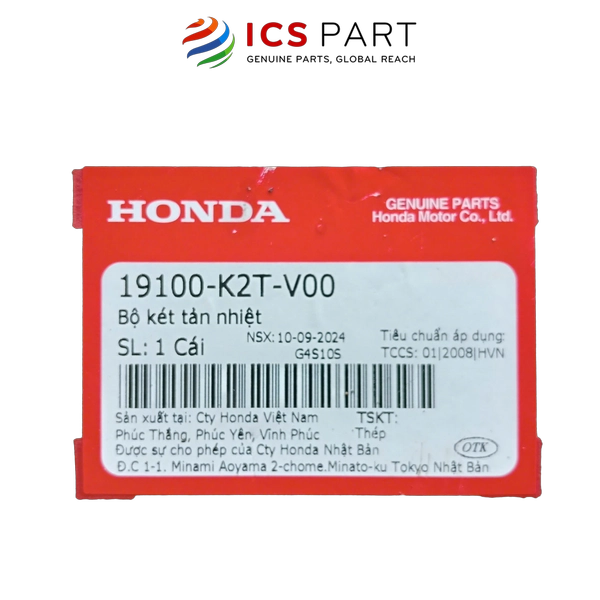 ICS PART
GENUINE PARTS, GLOBAL REACH
HONDA
GENUINE PARTS
Honda Motor Co., Ltd.
19100-K2T-V00
Bộ két tản nhiệt
SL: 1 Cái
NSX: 10-09-2024
G4S10S
Tiêu chuẩn áp dụng:
TCCS: 01|2008|HVN
Sản xuất tại: Cty Honda Việt Nam
TSKT:
Phúc Thắng, Phúc Yên, Vĩnh Phúc
Thép
Được sự cho phép của Cty Honda Nhật Bản
OTK
Đ.C 1-1. Minami Aoyama 2-chome.Minato-ku Tokyo Nhật Bản